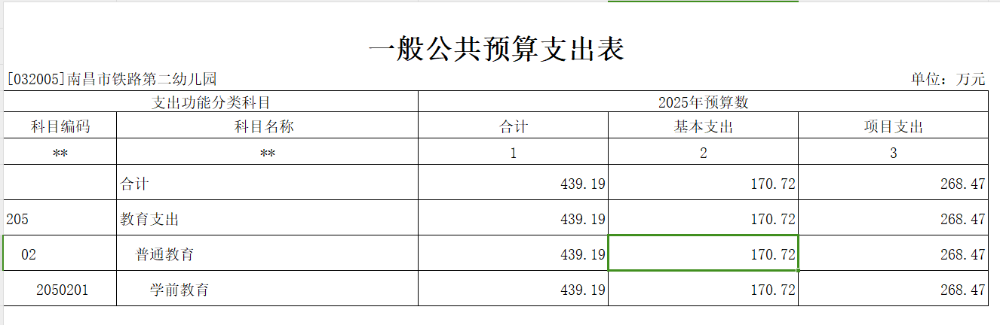 一般公共预算支出表
[032005]南昌市铁路第二幼儿园 单位：万元
支出功能分类科目 2025年预算数
科目编码 科目名称 合计 基本支出 项目支出
** ** 1 2 3
合计 439.19 170.72 268.47
205 教育支出 439.19 170.72 268.47
02 普通教育 439.19 170.72 268.47
2050201 学前教育 439.19 170.72 268.47